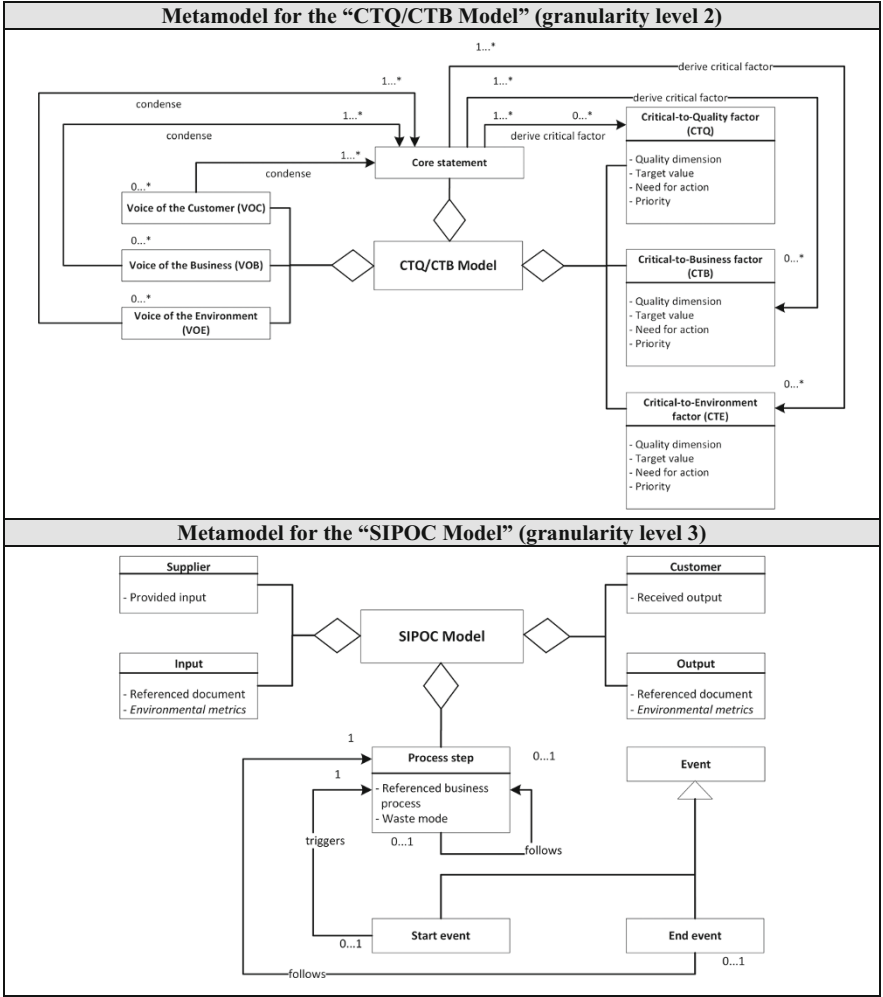 Metamodel for the “CTQ/CTB Model” (granularity level 2)
1...*
derive critical factor
1...*
1...*
derive critical factor
condense
1...*
1...*
0...*
condense
derive critical factor
Critical-to-Quality factor
(CTQ)
- Quality dimension
- Target value
- Need for action
- Priority
1...*
Core statement
condense
0...*
Voice of the Customer (VOC)
0...*
Voice of the Business (VOB)
CTQ/CTB Model
Critical-to-Business factor
(CTB)
0...*
- Quality dimension
- Target value
- Need for action
- Priority
0...*
Voice of the Environment
(VOE)
0...*
Critical-to-Environment
factor (CTE)
- Quality dimension
- Target value
- Need for action
- Priority
Metamodel for the “SIPOC Model” (granularity level 3)
Supplier
- Provided input
Customer
- Received output
SIPOC Model
Input
- Referenced document
- Environmental metrics
Output
- Referenced document
- Environmental metrics
1
Process step
0...1
1
- Referenced business
process
- Waste mode
Event
triggers
0...1
follows
0...1
Start event
End event
0...1
follows